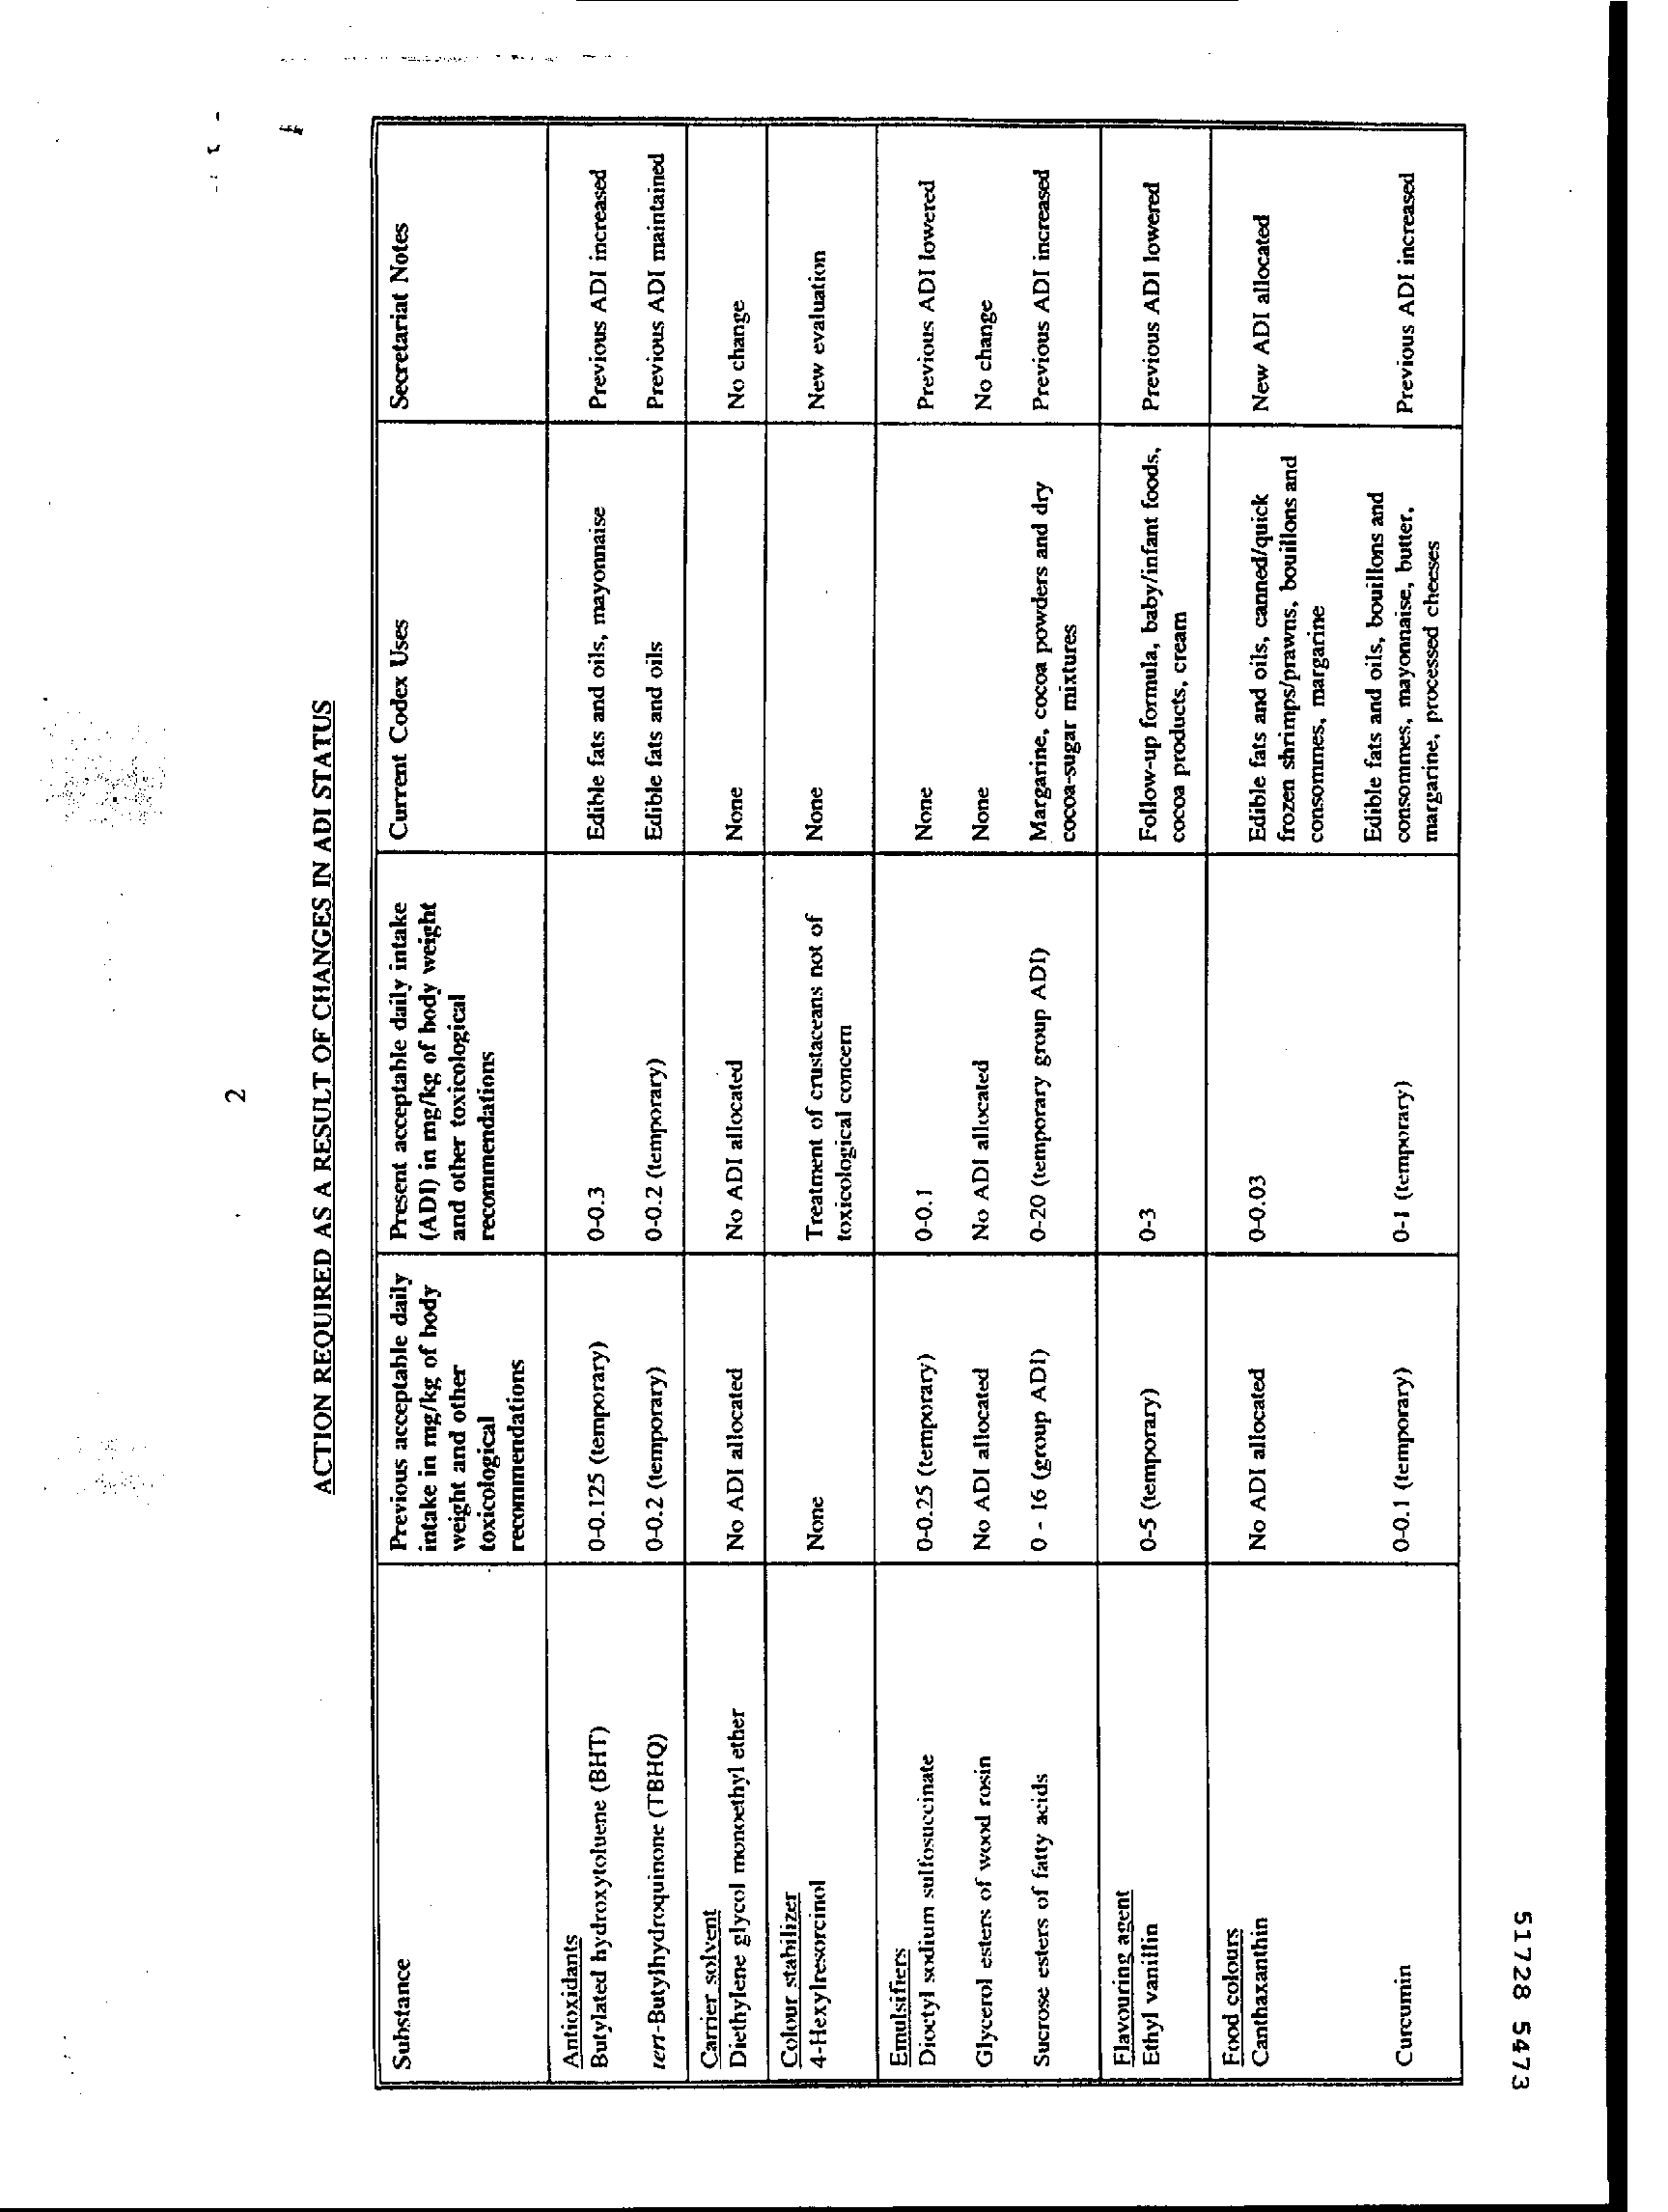 2
ACTION REQUIRED AS A RESULT OF CHANGES IN ADI STATUS
Substance
Previous acceptable daily
intake in mg/kg of body
weight and other
toxicological
recommendations
Present acceptable daily intake
(ADI) in mg/kg of body weight
and other toxicological
recommendations
Current Codex Uses
Secretariat Notes
Antioxidants
Butylated hydroxytoluene (BHT)
0-0.125 (temporary)
0-0.3
Edible fats and oils, mayonnaise
Previous ADI increased
tert-Butylhydroquinone (TBHQ)
0-0.2 (temporary)
0-0.2 (temporary)
Edible fats and oils
Previous ADI maintained
Carrier solvent
Diethylene glycol monoethyl ether
No ADI allocated
No ADI allocated
None
No change
Colour stabilizer
4-Hexylresorcinol
None
Treatment of crustaceans not of
toxicological concern
None
New evaluation
Emulsifiers
Dioctyl sodium sulfosuccinate
0-0.25 (temporary)
0-0.1
None
Previous ADI lowered
Glycerol esters of wood rosin
No ADI allocated
No ADI allocated
None
No change
Sucrose esters of fatty acids
0 - 16 (group ADI)
0-20 (temporary group ADI)
Margarine, cocoa powders and dry
cocoa-sugar mixtures
Previous ADI increased
Flavouring agent
Ethyl vanillin
0-5 (temporary)
0-3
Follow-up formula, baby/infant foods,
cocoa products, cream
Previous ADI lowered
Food colours
Canthaxanthin
No ADI allocated
0-0.03
Edible fats and oils, canned/quick
frozen shrimps/prawns, bouillons and
consommes, margarine
New ADI allocated
Curcumin
0-0.1 (temporary)
0-1 (temporary)
Edible fats and oils, bouillons and
consommes, mayonnaise, butter,
margarine, processed cheeses
Previous ADI increased
51728 5473